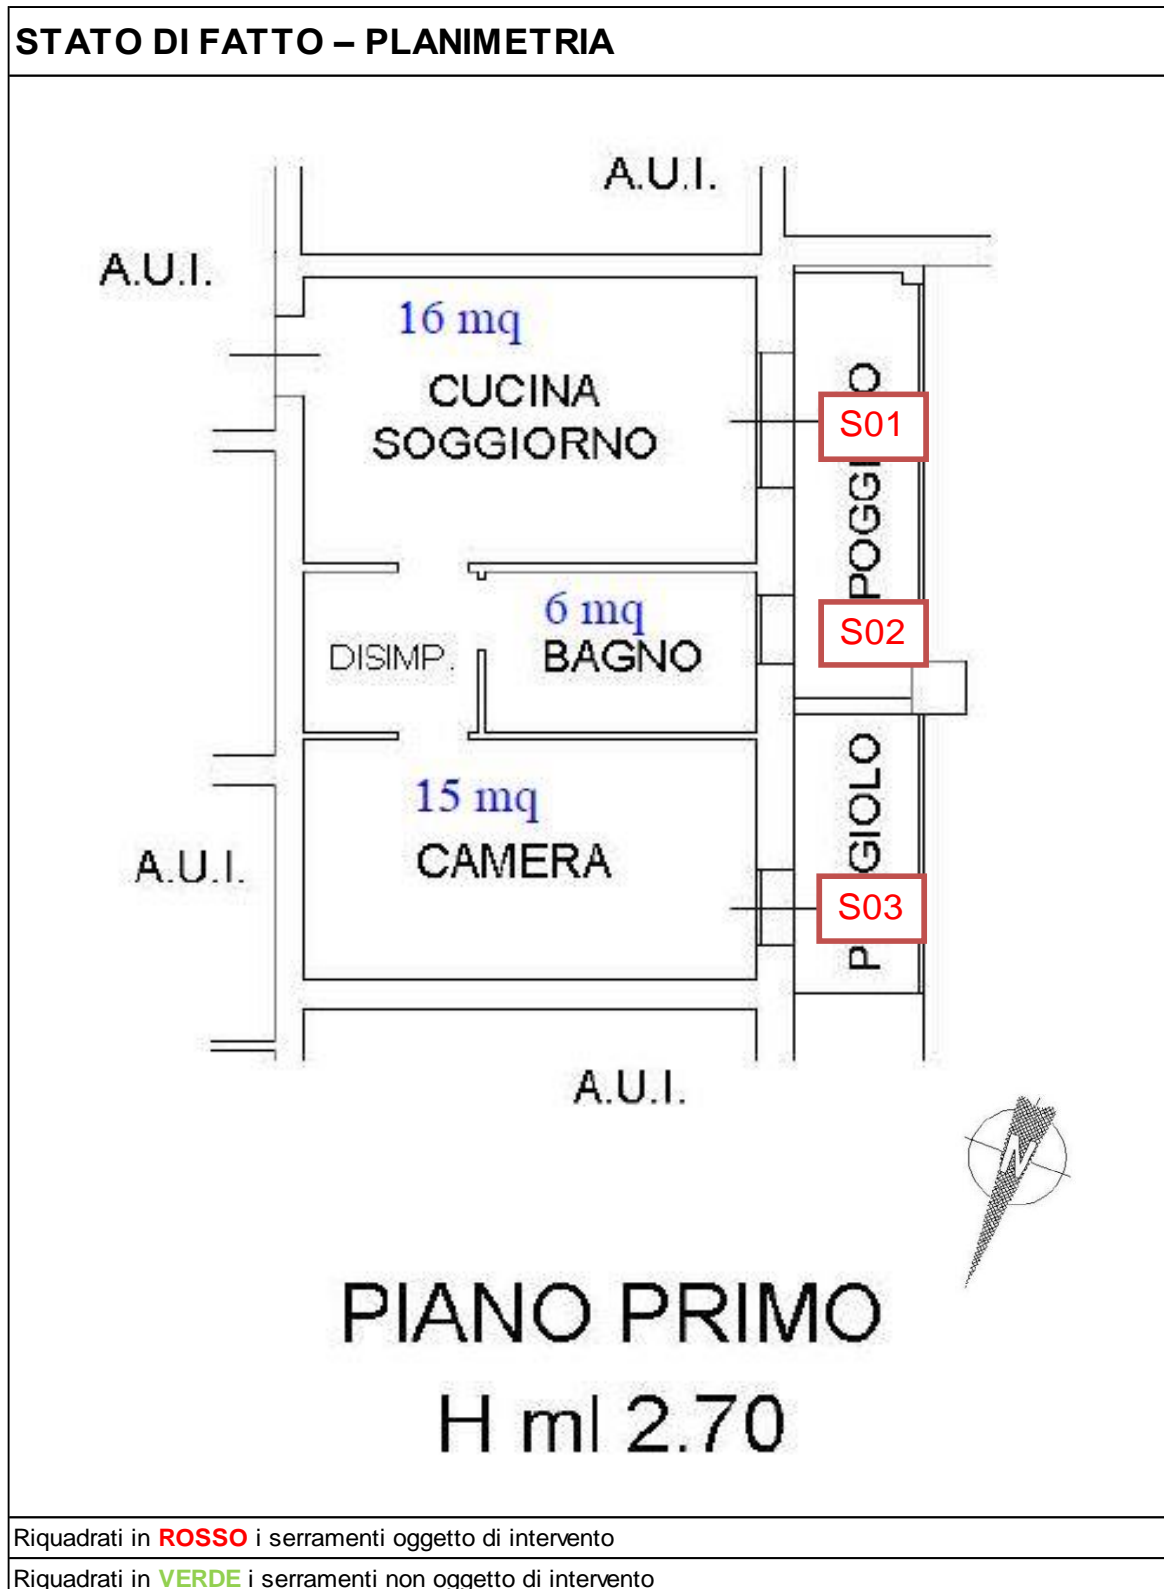 STATO DI FATTO – PLANIMETRIA
A.U.I.
A.U.I.
16 mq
CUCINA
SOGGIORNO
S01
POGGI
O
S02
6 mq
BAGNO
DISIMP.
15 mq
CAMERA
P
GIOLO
S03
A.U.I.
A.U.I.
N
PIANO PRIMO
H ml 2.70
Riquadrati in ROSSO i serramenti oggetto di intervento
Riquadrati in VERDE i serramenti non oggetto di intervento